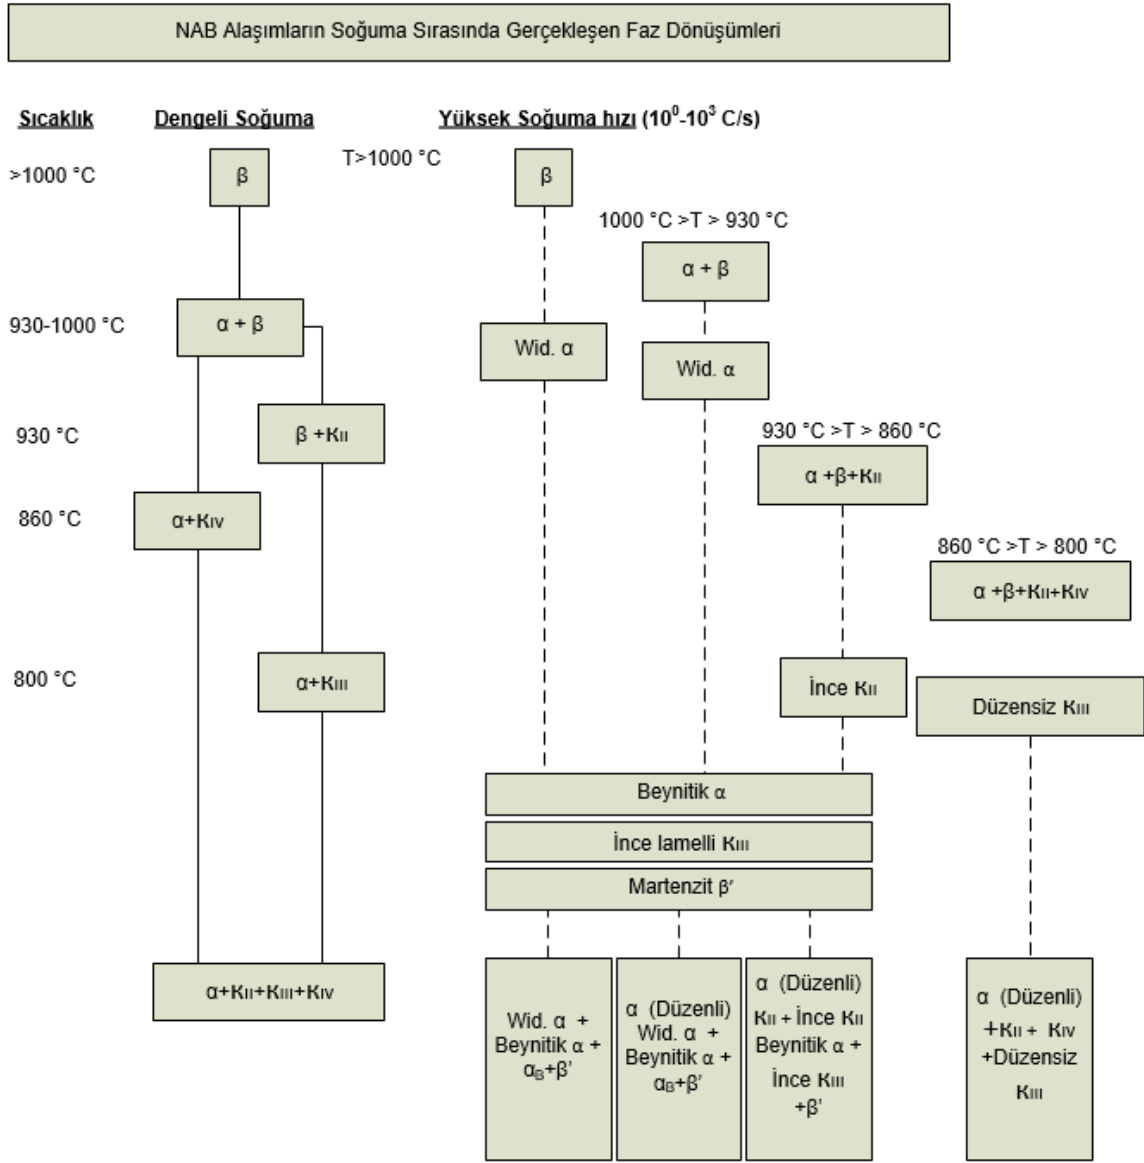 NAB Alaşımların Soğuma Sırasında Gerçekleşen Faz Dönüşümleri
Sıcaklık
Dengeli Soğuma
Yüksek Soğuma hızı (10⁰-10³ C/s)
>1000 °C
β
T>1000 °C
β
1000 °C >T > 930 °C
α + β
930-1000 °C
α + β
Wid. α
Wid. α
930 °C
β +κII
930 °C >T > 860 °C
α +β+κII
860 °C
α+κIV
860 °C >T > 800 °C
α +β+κII+κIV
800 °C
α+κIII
İnce κII
Düzensiz κIII
Beynitik α
İnce lamelli κIII
Martenzit β′
α+κII+κIII+κIV
Wid. α +
Beynitik α +
αB+β’
α (Düzenli)
Wid. α +
Beynitik α +
αB+β’
α (Düzenli)
κII + İnce κII
Beynitik α +
İnce κIII
+β’
α (Düzenli)
+κII + κIV
+Düzensiz
κIII